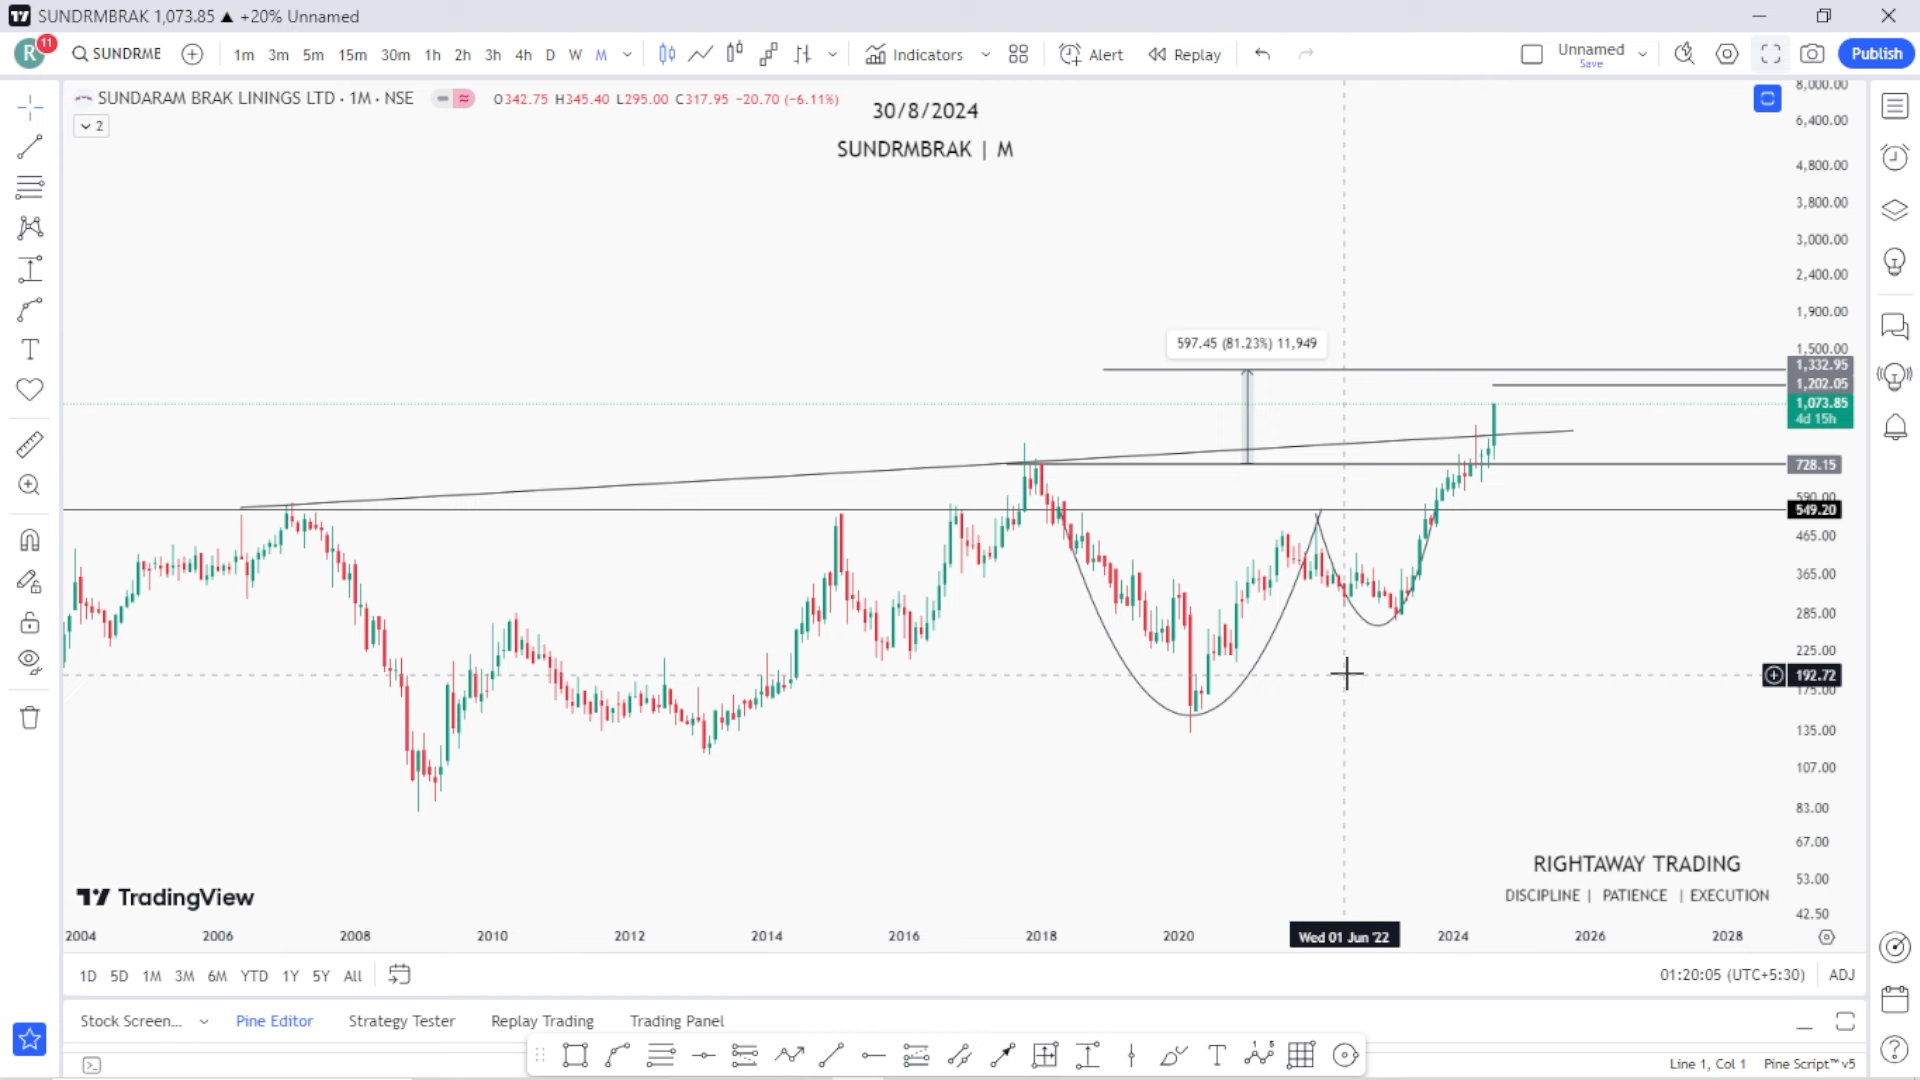 SUNDRMBRAK 1,073.85 ▲ +20% Unnamed
R 11 SUNDRME 1m 3m 5m 15m 30m 1h 2h 3h 4h D W M Indicators Alert Replay Unnamed Save Publish
SUNDARAM BRAK LININGS LTD · 1M · NSE O342.75 H345.40 L295.00 C317.95 −20.70 (−6.11%)
2
30/8/2024
SUNDRMBRAK | M
8,000.00
6,400.00
4,800.00
3,800.00
3,000.00
2,400.00
1,900.00
597.45 (81.23%) 11,949
1,500.00
1,332.95
1,202.05
1,073.85
4d 15h
728.15
590.00
549.20
465.00
365.00
285.00
225.00
192.72
175.00
135.00
107.00
83.00
67.00
53.00
42.50
RIGHTAWAY TRADING
DISCIPLINE | PATIENCE | EXECUTION
TradingView
2004 2006 2008 2010 2012 2014 2016 2018 2020 Wed 01 Jun '22 2024 2026 2028
1D 5D 1M 3M 6M YTD 1Y 5Y All 01:20:05 (UTC+5:30) ADJ
Stock Screen... Pine Editor Strategy Tester Replay Trading Trading Panel
Line 1, Col 1 Pine Script™ v5